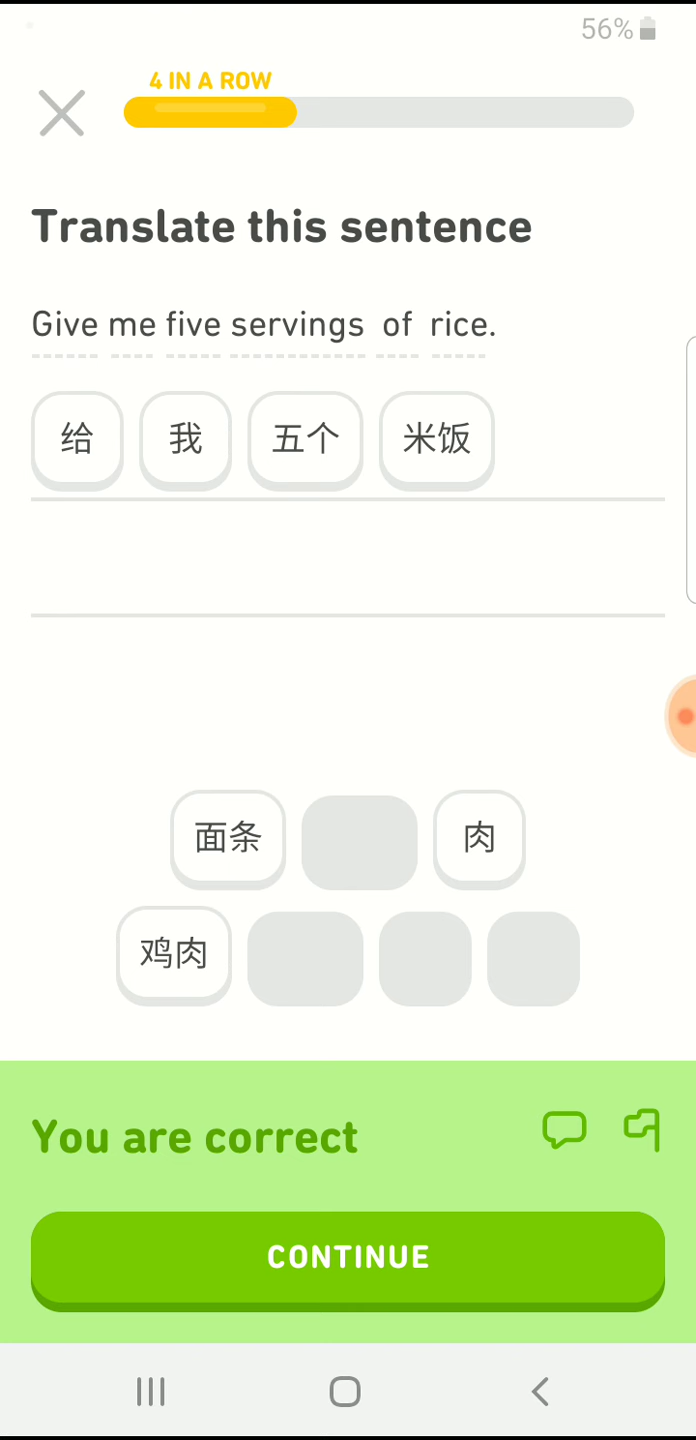 56%
4 IN A ROW
Translate this sentence
Give me five servings of rice.
给 我 五个 米饭
面条 肉
鸡肉
You are correct
CONTINUE